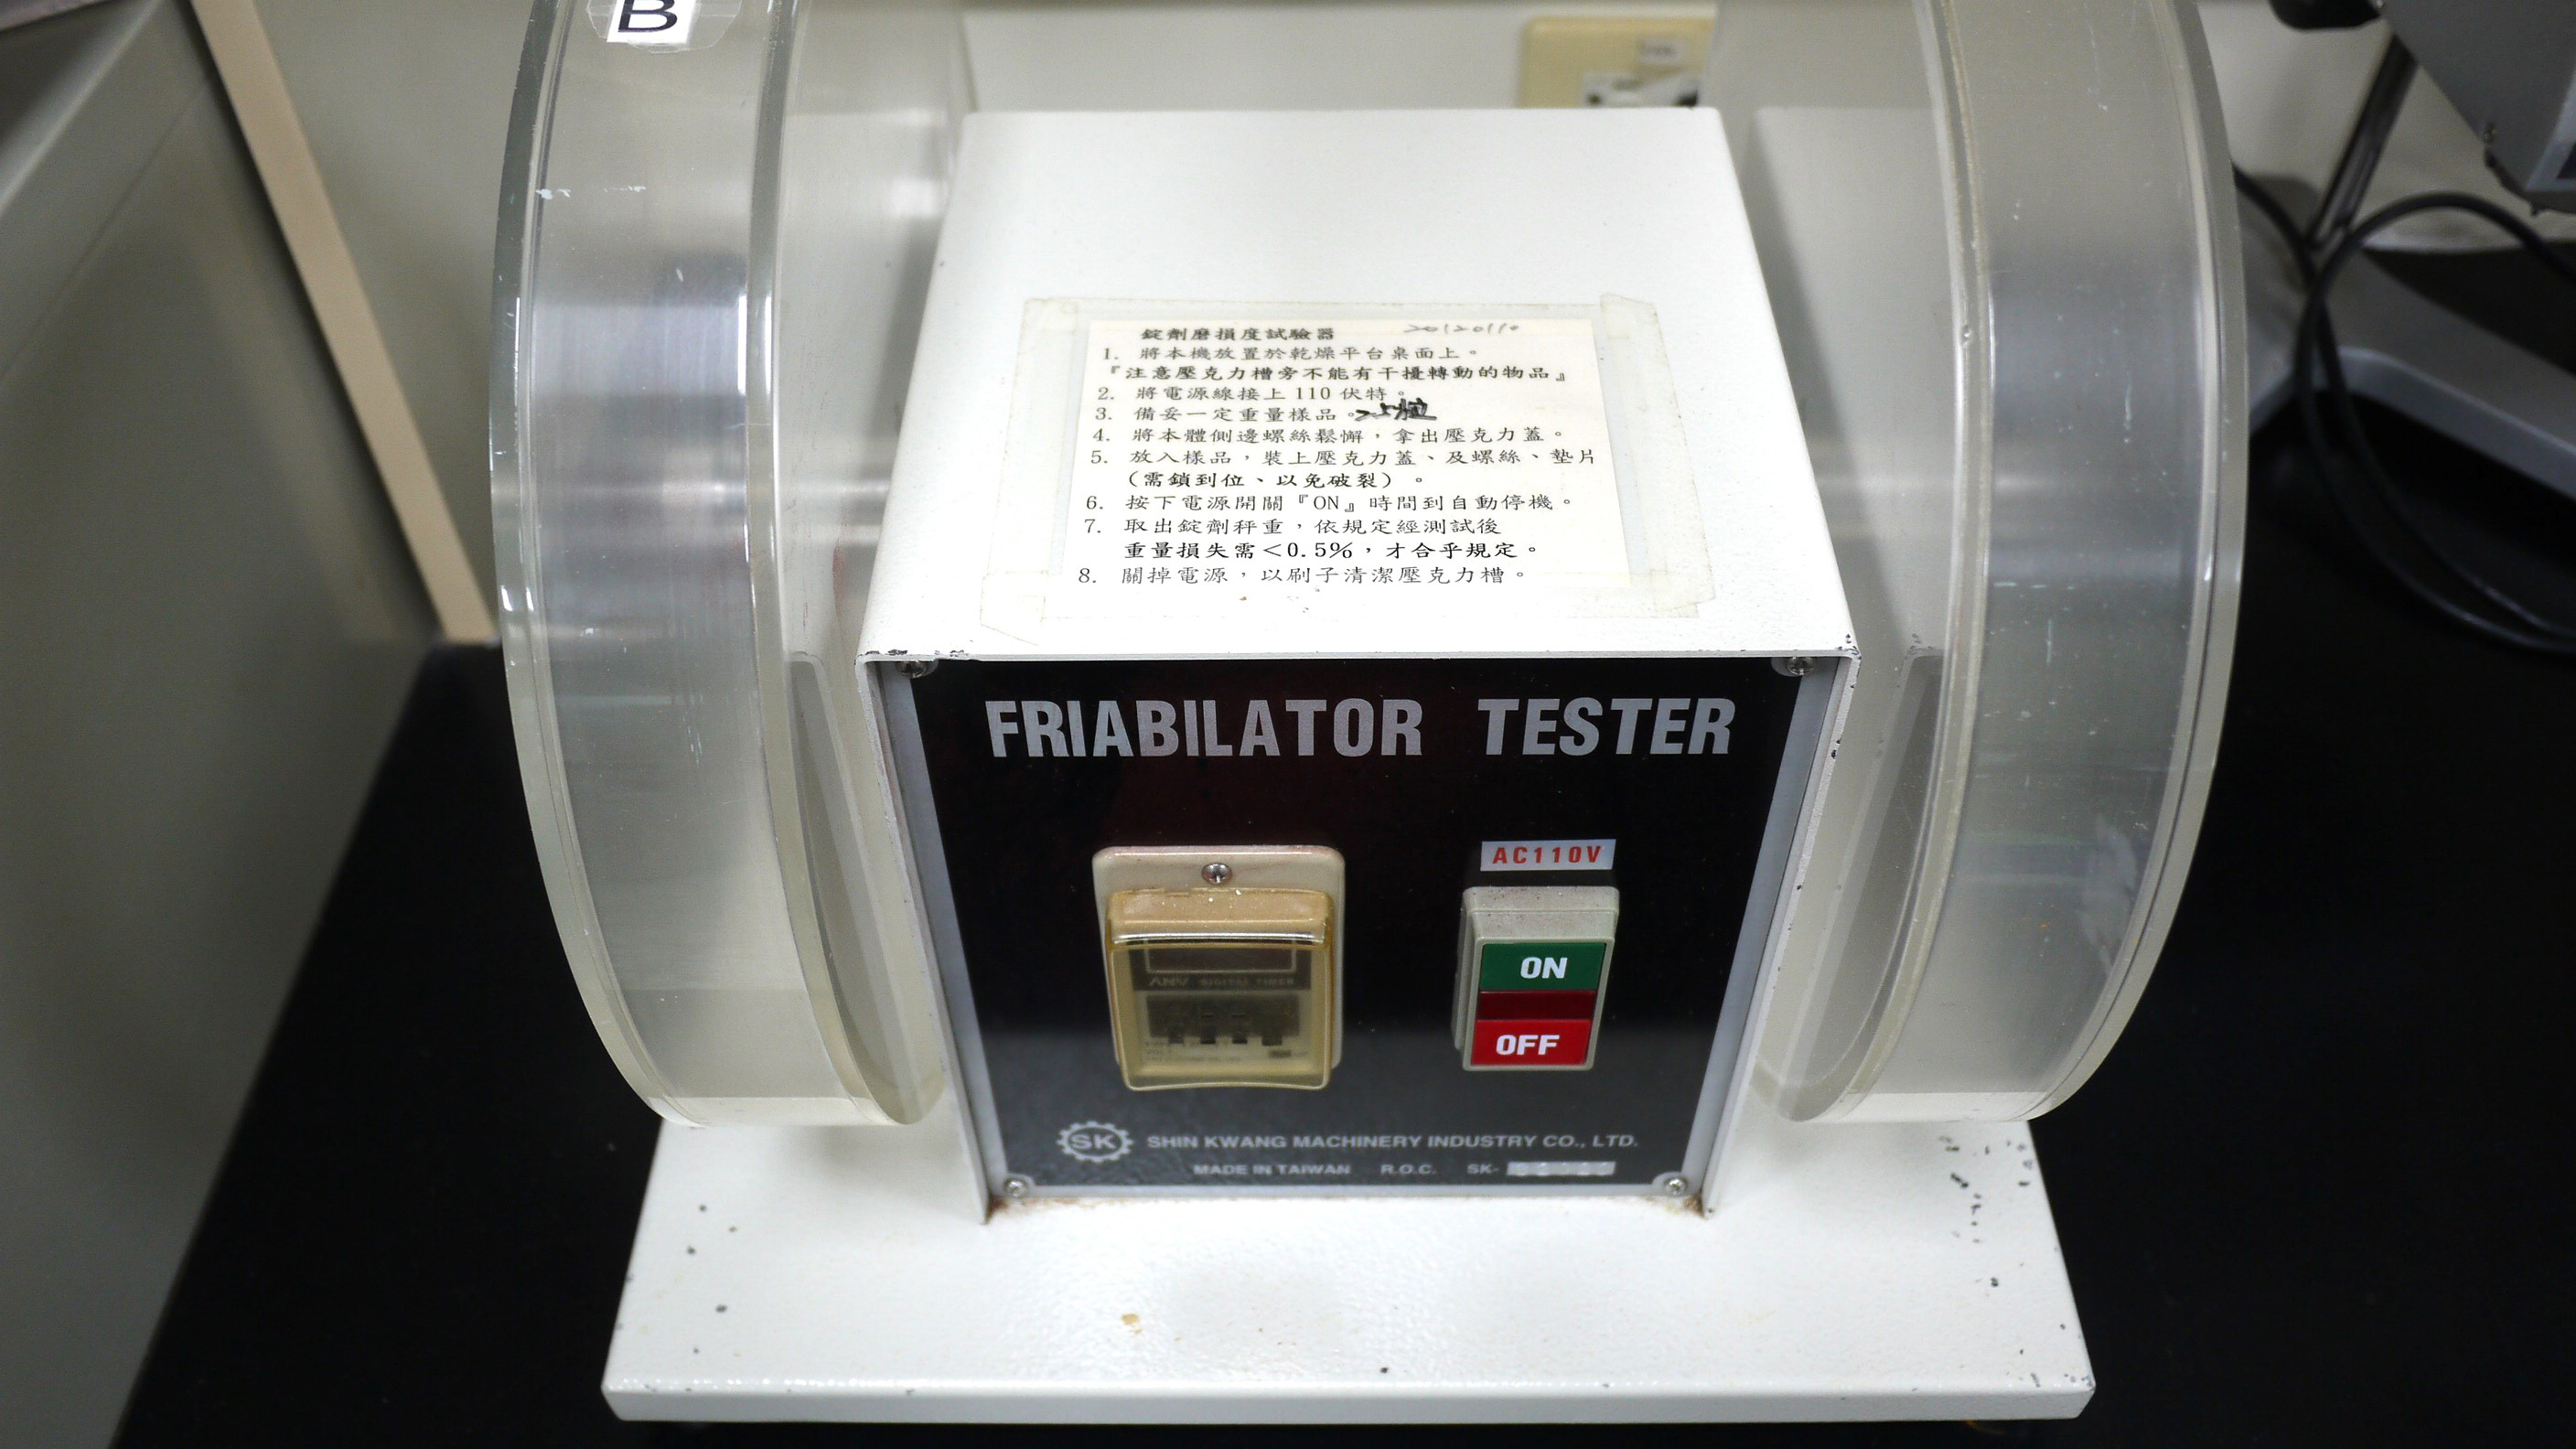 B
錠劑磨損度試驗器 20120110
1. 將本機放置於乾燥平台桌面上。
『注意壓克力槽旁不能有干擾轉動的物品』
2. 將電源線接上 110 伏特。
3. 備妥一定重量樣品。
4. 將本體側邊螺絲鬆懈，拿出壓克力蓋。
5. 放入樣品，裝上壓克力蓋、及螺絲、墊片
（需鎖到位、以免破裂）。
6. 按下電源開關『ON』時間到自動停機。
7. 取出錠劑秤重，依規定經測試後
重量損失需＜0.5%，才合乎規定。
8. 關掉電源，以刷子清潔壓克力槽。
FRIABILATOR TESTER
AC110V
ON
ANV DIGITAL TIMER
OFF
SK SHIN KWANG MACHINERY INDUSTRY CO., LTD.
MADE IN TAIWAN R.O.C. SK-